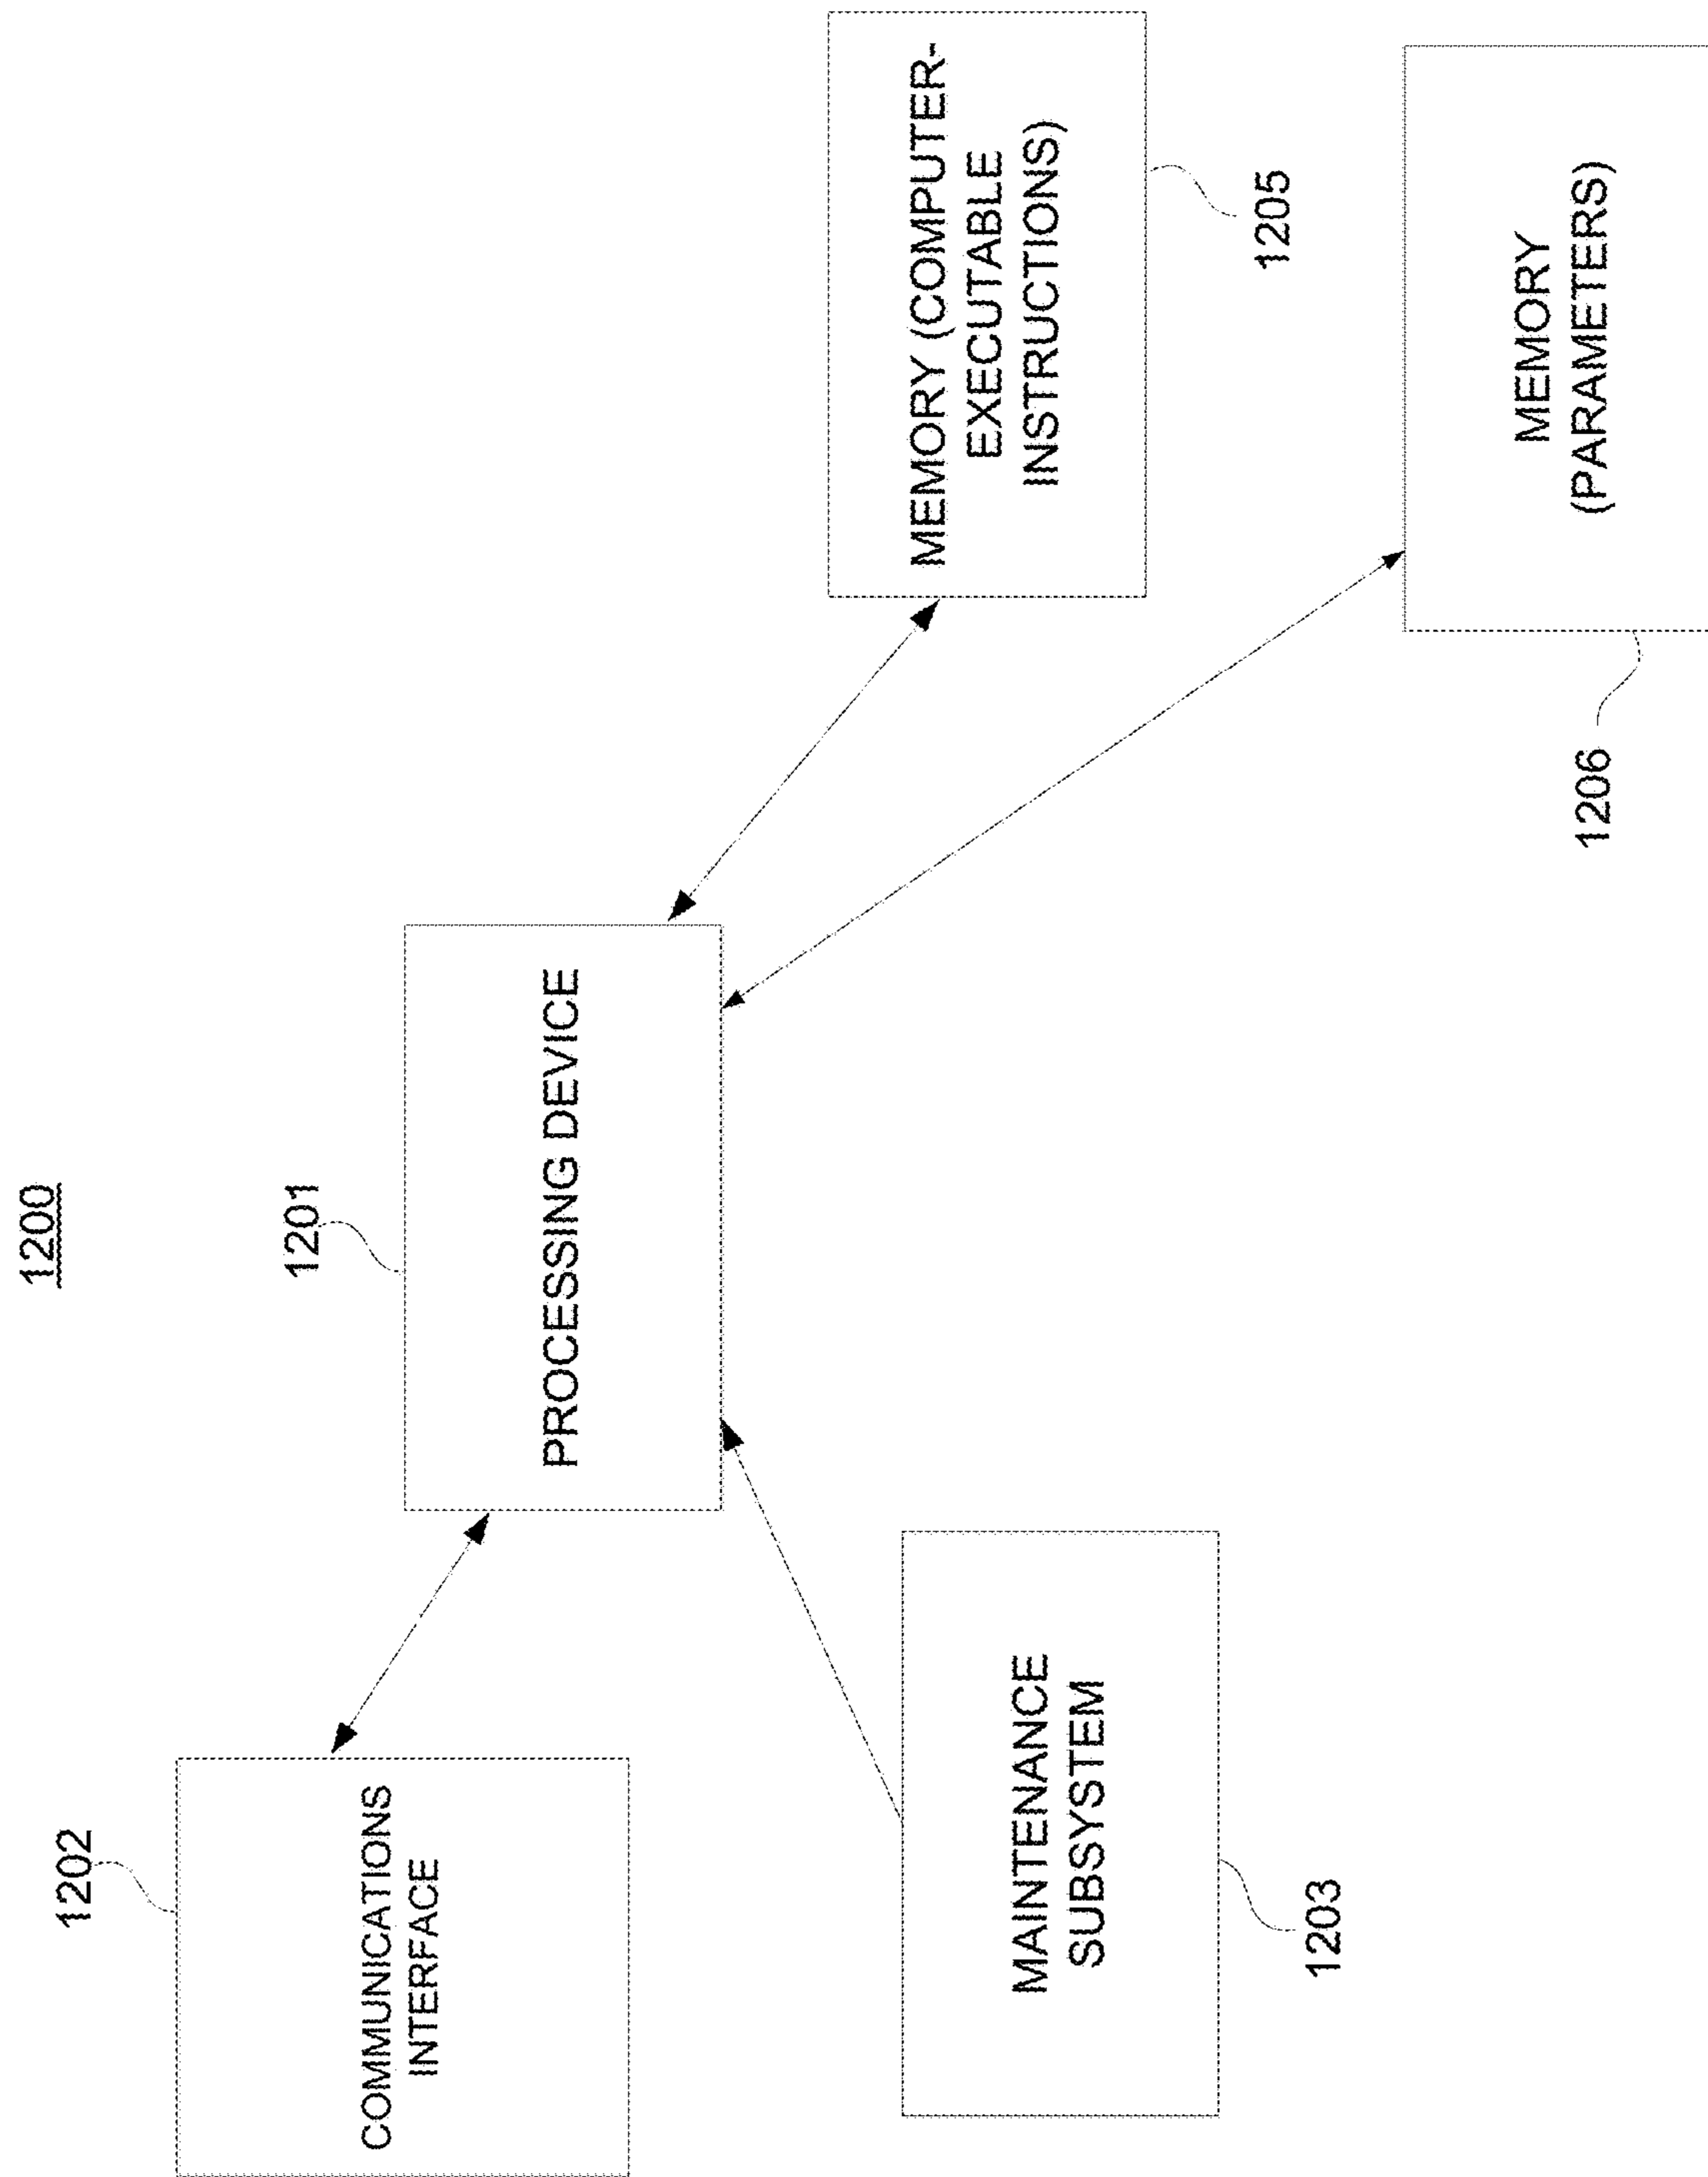 1200
1201
PROCESSING DEVICE
1202
COMMUNICATIONS
INTERFACE
MAINTENANCE
SUBSYSTEM
1203
MEMORY (COMPUTER-
EXECUTABLE
INSTRUCTIONS)
1205
MEMORY
(PARAMETERS)
1206